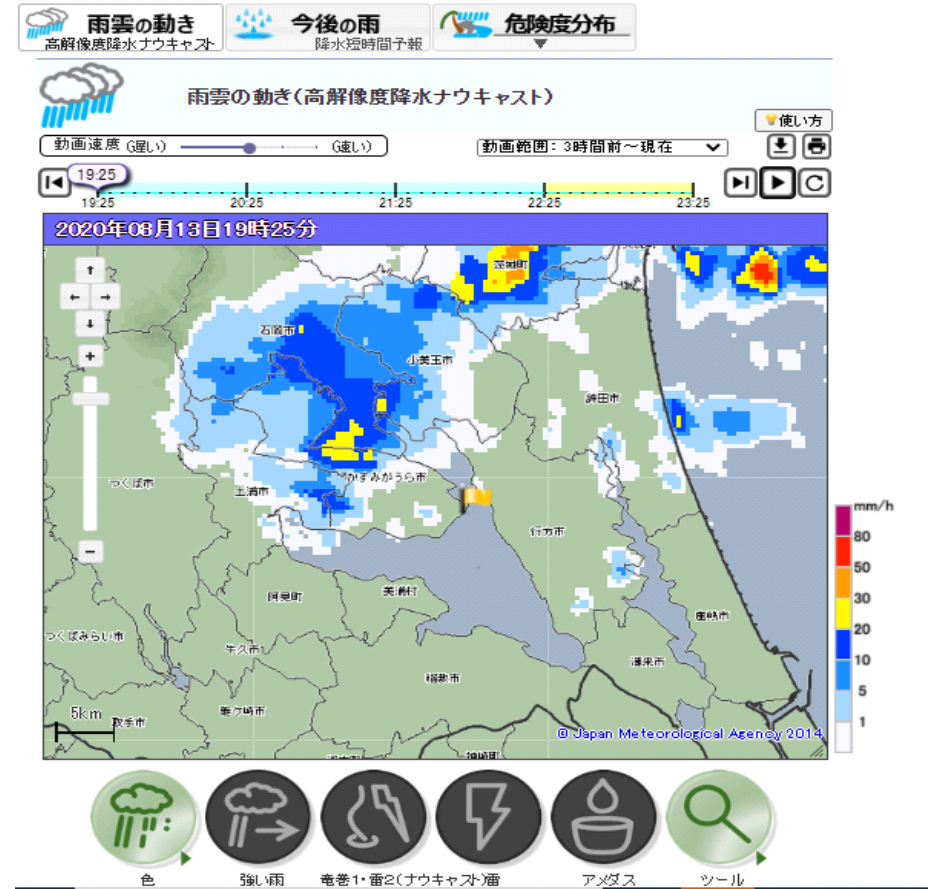 雨雲の動き
高解像度降水ナウキャスト
今後の雨
降水短時間予報
危険度分布
雨雲の動き(高解像度降水ナウキャスト)
使い方
動画速度 (遅い) (速い)
動画範囲: 3時間前~現在
19:25
19:25 20:25 21:25 22:25 23:25
2020年08月13日19時25分
茨城町
石岡市
小美玉市
鉾田市
かすみがうら市
つくば市
土浦市
行方市
阿見町
美浦村
鹿嶋市
つくばみらい市
牛久市
潮来市
稲敷市
龍ケ崎市
5km
取手市
神崎町
© Japan Meteorological Agency 2014
mm/h
80
50
30
20
10
5
1
色
強い雨
竜巻1・雷2(ナウキャスト)雷
アメダス
ツール